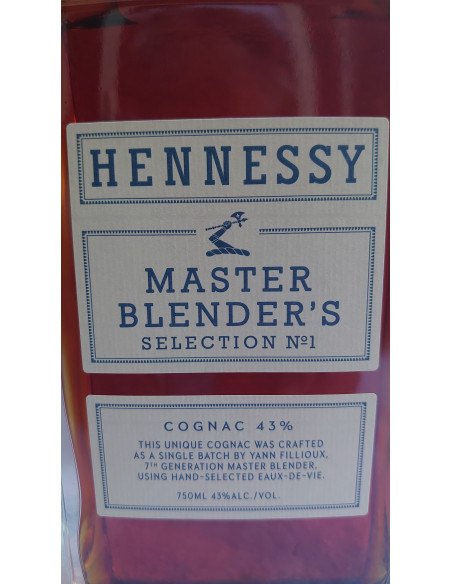 HENNESSY
MASTER
BLENDER'S
SELECTION Nº1
COGNAC 43%
THIS UNIQUE COGNAC WAS CRAFTED
AS A SINGLE BATCH BY YANN FILLIOUX,
7TH GENERATION MASTER BLENDER,
USING HAND-SELECTED EAUX-DE-VIE.
750ML 43%ALC./VOL.